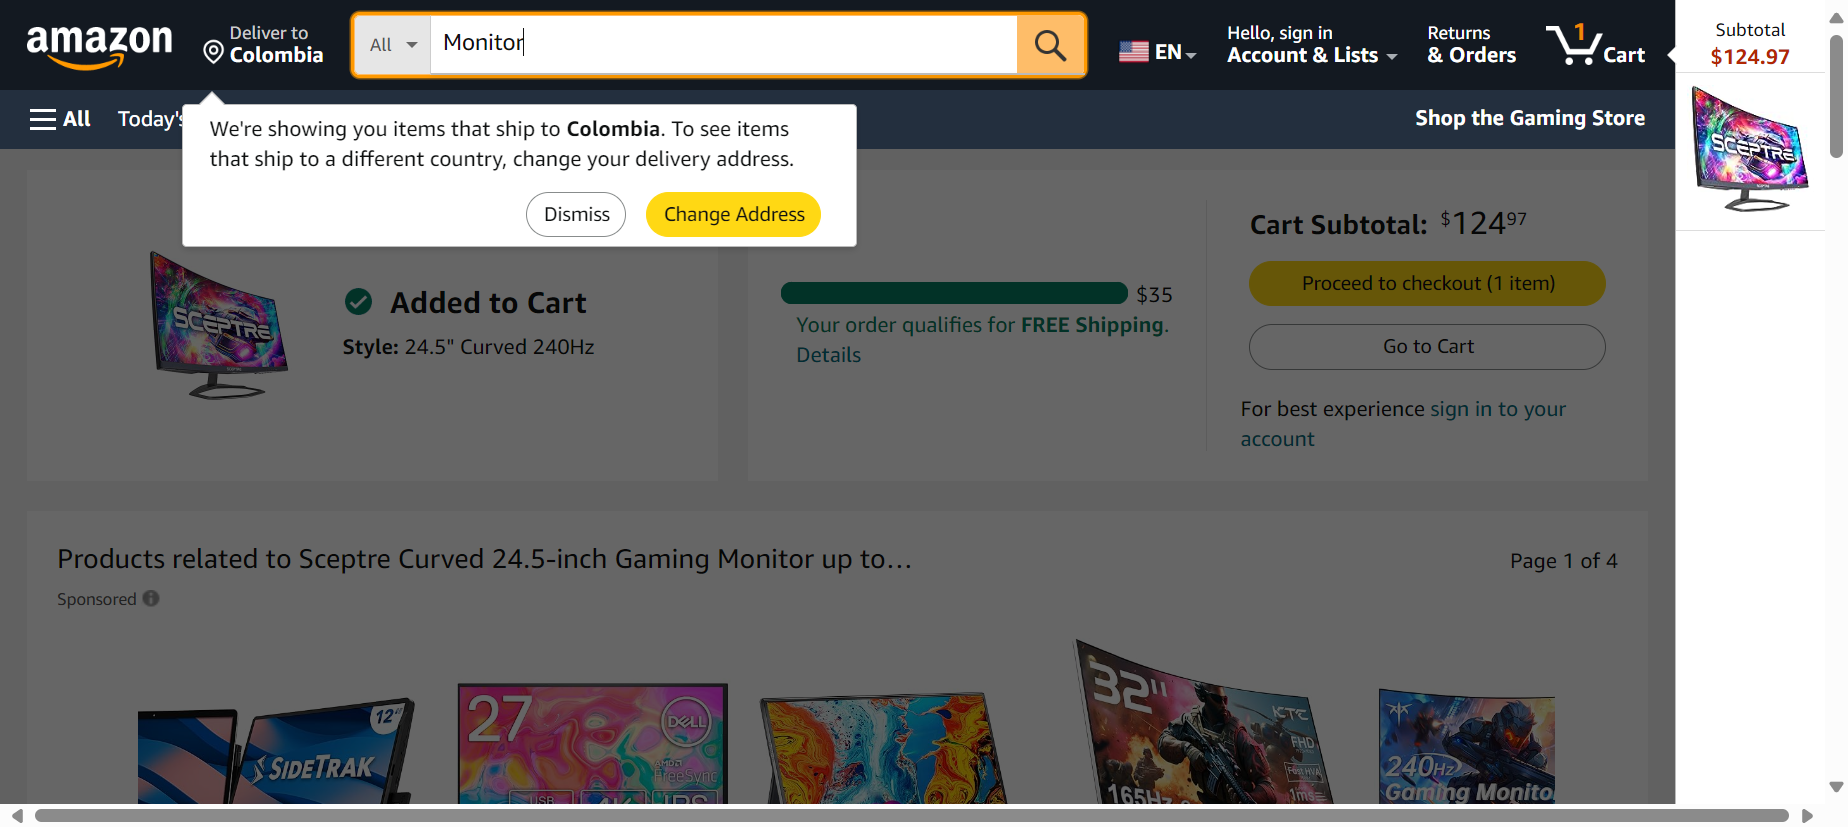 amazon
Deliver to
Colombia
All
Monitor
EN
Hello, sign in
Account & Lists
Returns
& Orders
1
Cart
Subtotal
$124.97
All
Today's
Shop the Gaming Store
We're showing you items that ship to Colombia. To see items
that ship to a different country, change your delivery address.
Dismiss
Change Address
SCEPTRE
SCEPTRE
Added to Cart
Style: 24.5" Curved 240Hz
$35
Your order qualifies for FREE Shipping.
Details
Cart Subtotal: $124.97
Proceed to checkout (1 item)
Go to Cart
For best experience sign in to your
account
Products related to Sceptre Curved 24.5-inch Gaming Monitor up to…
Page 1 of 4
Sponsored
12"
SIDETRAK
27
DELL
AMD
FreeSync
USB
4K
IPS
32"
KTC
FHD
Fast HVA
1ms
165Hz
240Hz
Gaming Monito